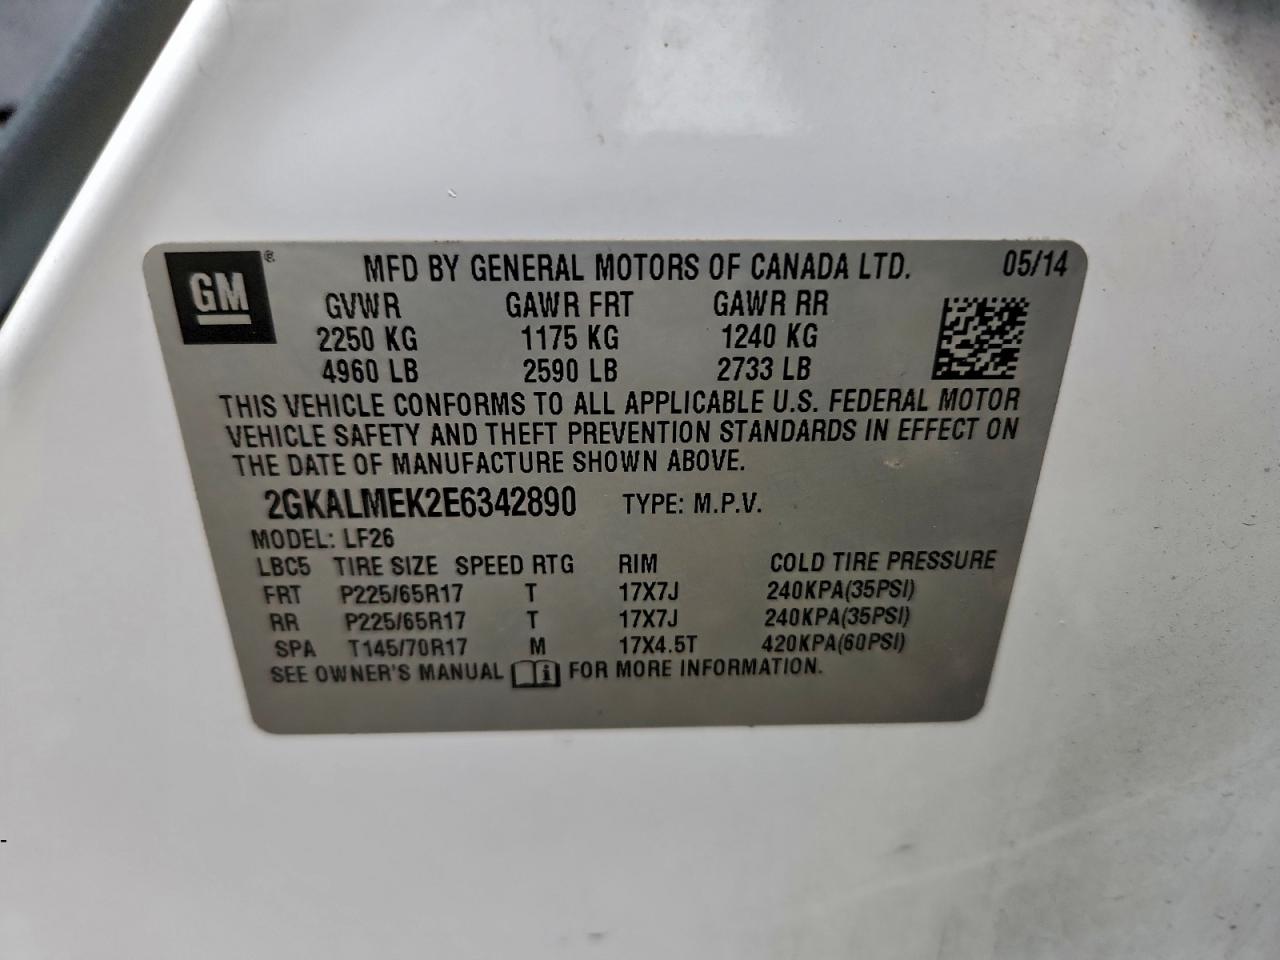 GM ® MFD BY GENERAL MOTORS OF CANADA LTD. 05/14
GVWR GAWR FRT GAWR RR
2250 KG 1175 KG 1240 KG
4960 LB 2590 LB 2733 LB
THIS VEHICLE CONFORMS TO ALL APPLICABLE U.S. FEDERAL MOTOR
VEHICLE SAFETY AND THEFT PREVENTION STANDARDS IN EFFECT ON
THE DATE OF MANUFACTURE SHOWN ABOVE.
2GKALMEK2E6342890 TYPE: M.P.V.
MODEL: LF26
LBC5 TIRE SIZE SPEED RTG RIM COLD TIRE PRESSURE
FRT P225/65R17 T 17X7J 240KPA(35PSI)
RR P225/65R17 T 17X7J 240KPA(35PSI)
SPA T145/70R17 M 17X4.5T 420KPA(60PSI)
SEE OWNER'S MANUAL i FOR MORE INFORMATION.